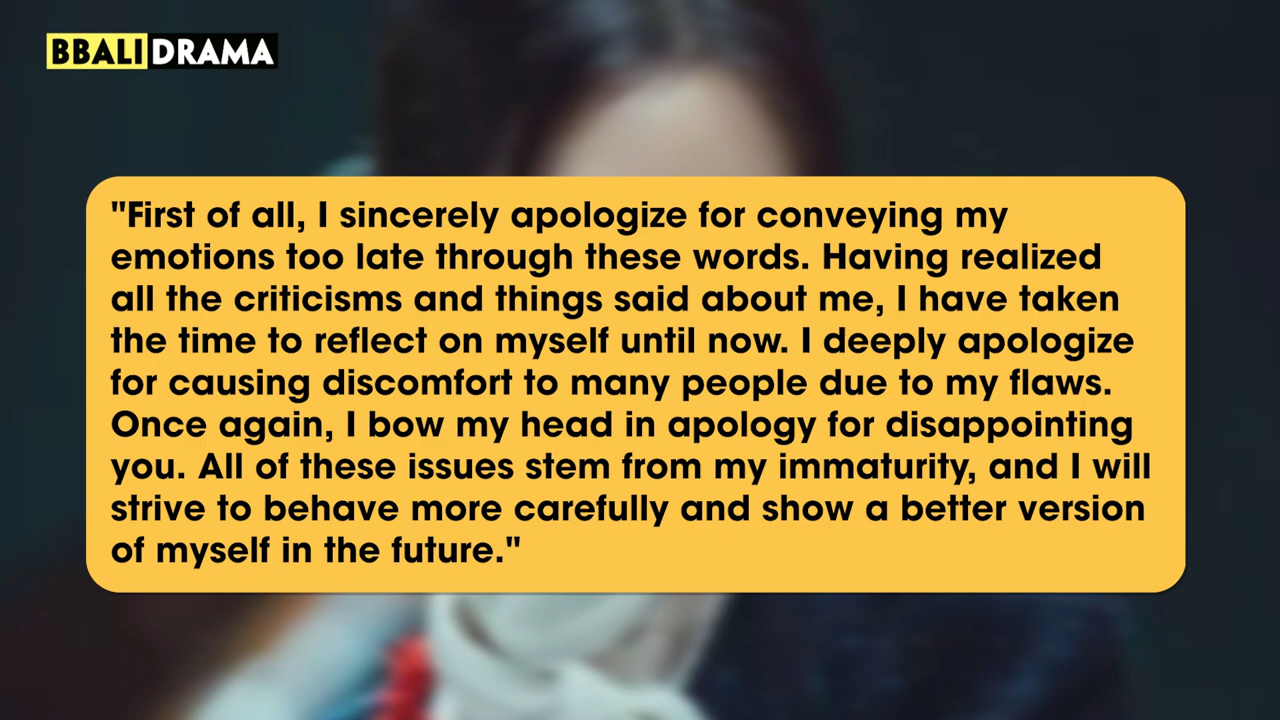 BBALI DRAMA
"First of all, I sincerely apologize for conveying my
emotions too late through these words. Having realized
all the criticisms and things said about me, I have taken
the time to reflect on myself until now. I deeply apologize
for causing discomfort to many people due to my flaws.
Once again, I bow my head in apology for disappointing
you. All of these issues stem from my immaturity, and I will
strive to behave more carefully and show a better version
of myself in the future."